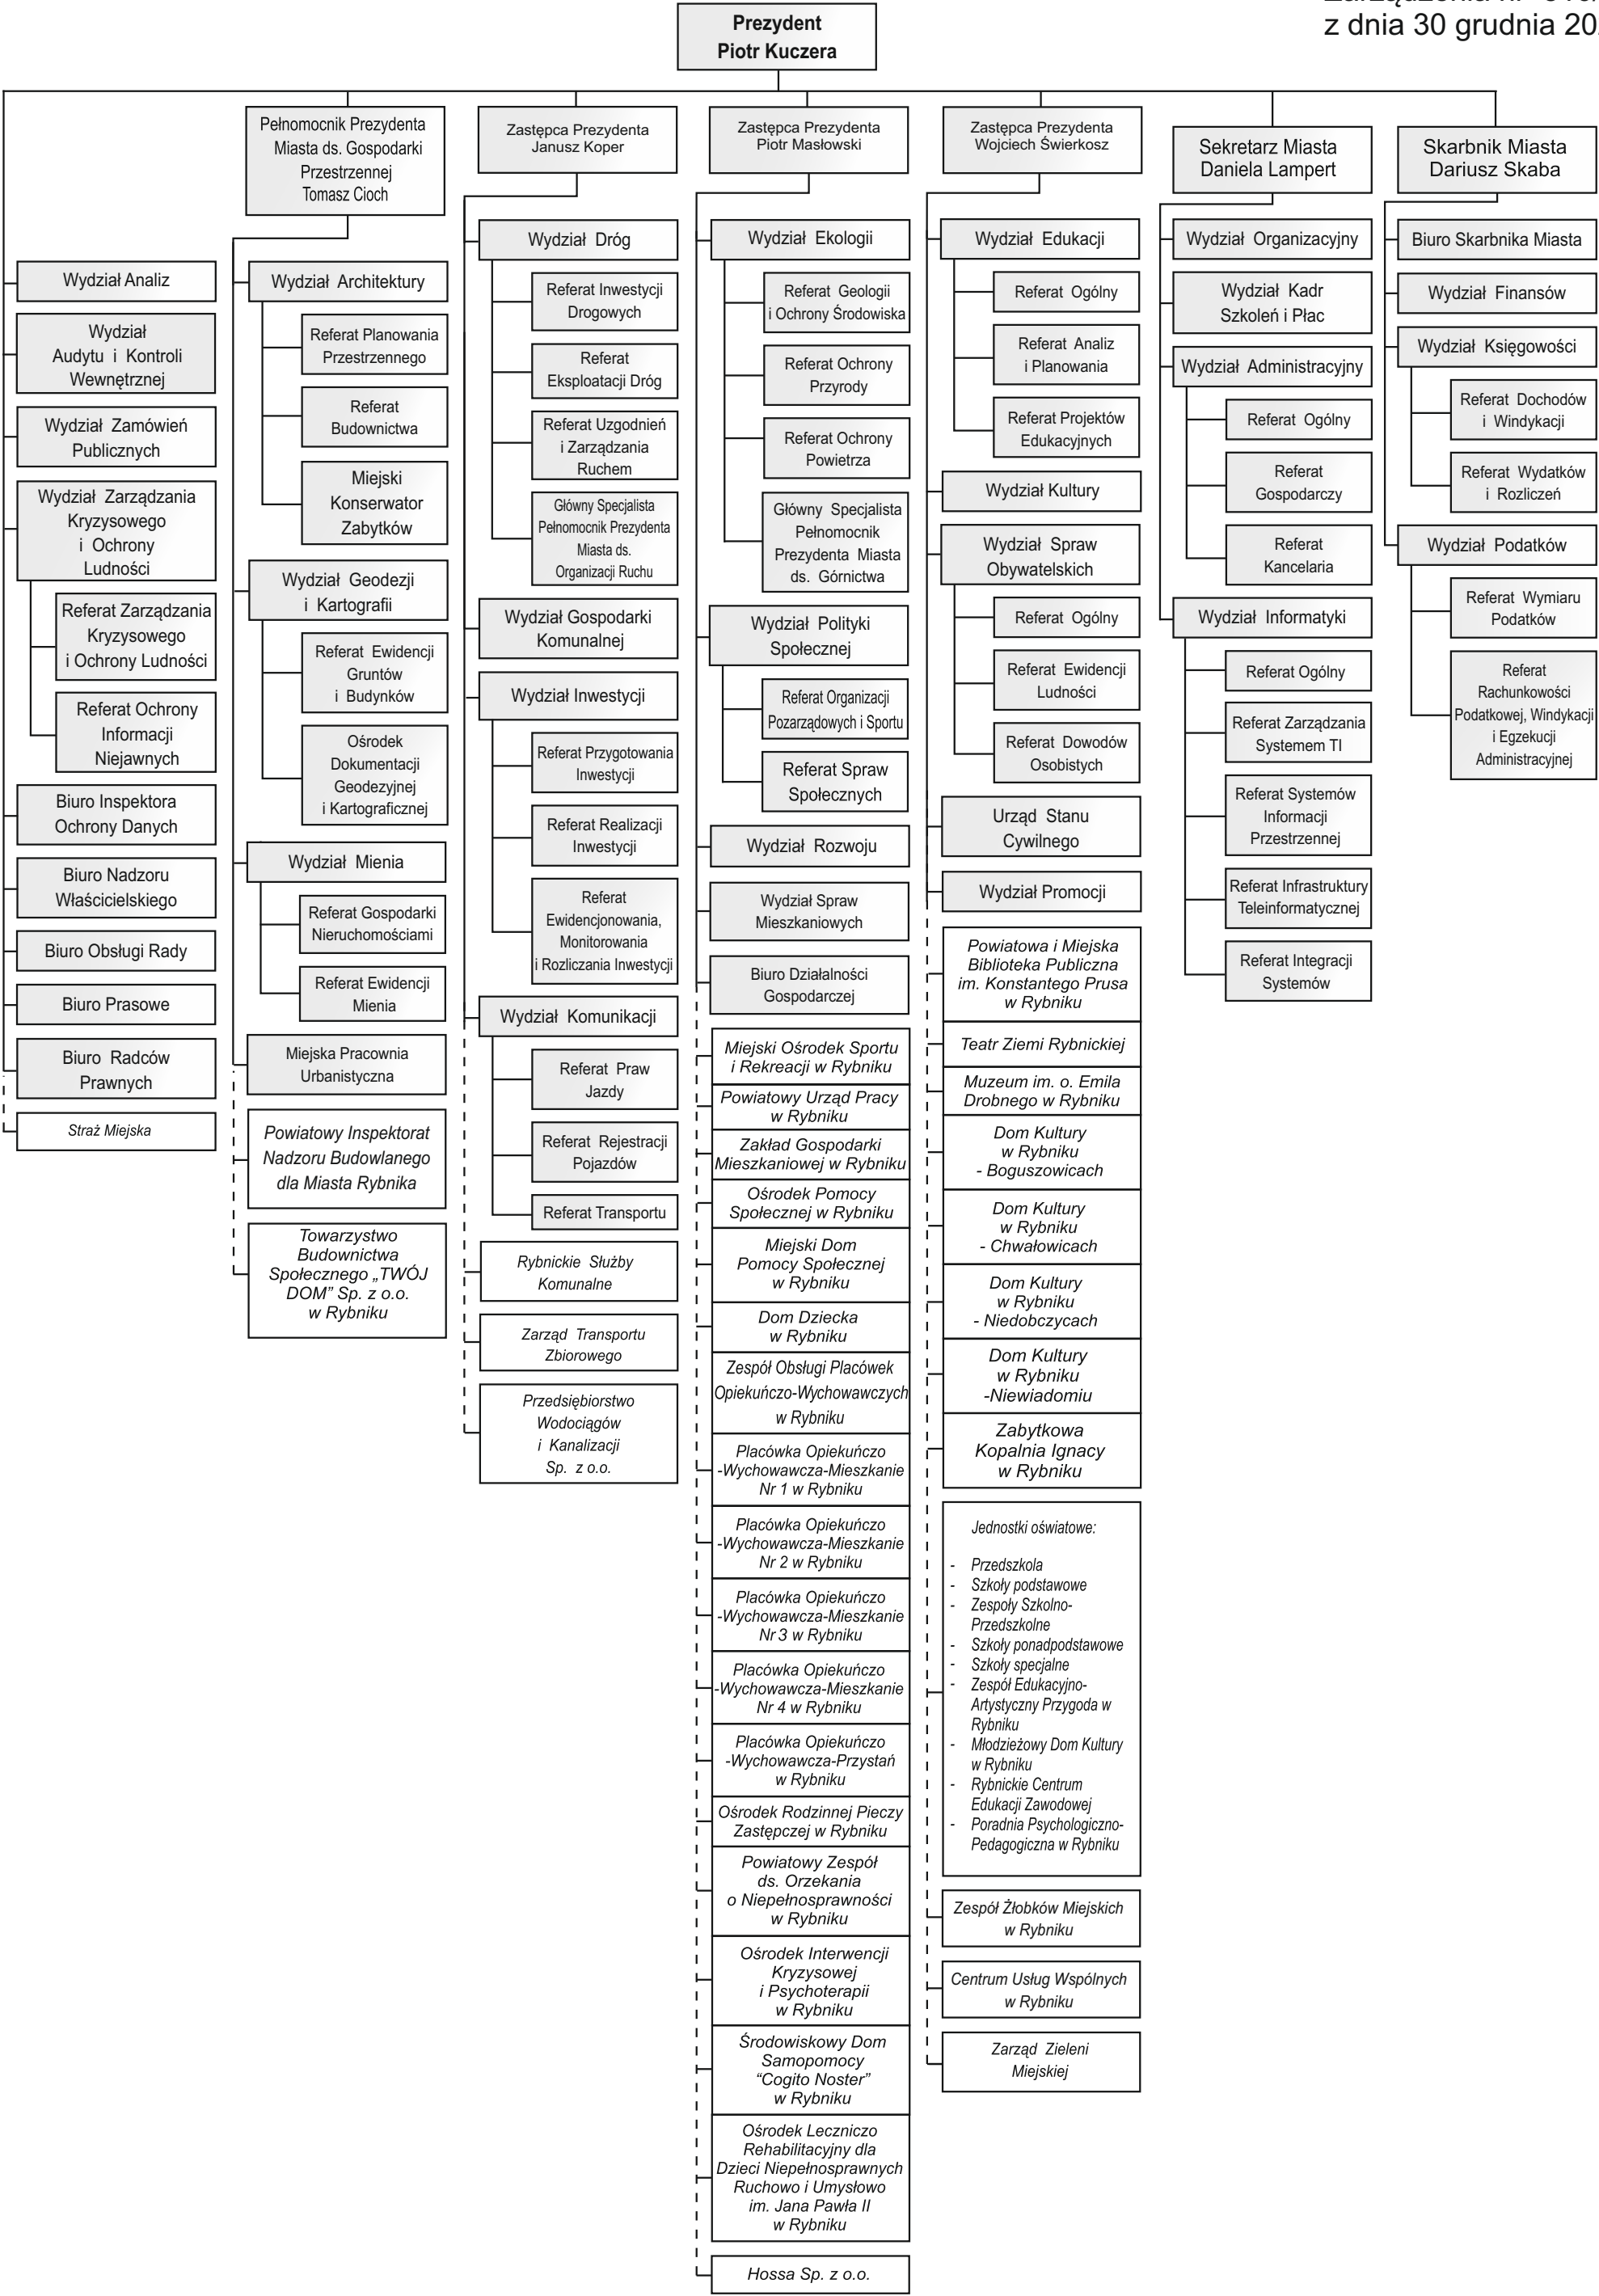 z dnia 30 grudnia
Prezydent
Piotr Kuczera
Wydział Analiz
Wydział
Audytu i Kontroli
Wewnętrznej
Wydział Zamówień
Publicznych
Wydział Zarządzania
Kryzysowego
i Ochrony
Ludności
Referat Zarządzania
Kryzysowego
i Ochrony Ludności
Referat Ochrony
Informacji
Niejawnych
Biuro Inspektora
Ochrony Danych
Biuro Nadzoru
Właścicielskiego
Biuro Obsługi Rady
Biuro Prasowe
Biuro Radców
Prawnych
Straż Miejska
Pełnomocnik Prezydenta
Miasta ds. Gospodarki
Przestrzennej
Tomasz Cioch
Wydział Architektury
Referat Planowania
Przestrzennego
Referat
Budownictwa
Miejski
Konserwator
Zabytków
Wydział Geodezji
i Kartografii
Referat Ewidencji
Gruntów
i Budynków
Ośrodek
Dokumentacji
Geodezyjnej
i Kartograficznej
Wydział Mienia
Referat Gospodarki
Nieruchomościami
Referat Ewidencji
Mienia
Miejska Pracownia
Urbanistyczna
Powiatowy Inspektorat
Nadzoru Budowlanego
dla Miasta Rybnika
Towarzystwo
Budownictwa
Społecznego „TWÓJ
DOM” Sp. z o.o.
w Rybniku
Zastępca Prezydenta
Janusz Koper
Wydział Dróg
Referat Inwestycji
Drogowych
Referat
Eksploatacji Dróg
Referat Uzgodnień
i Zarządzania
Ruchem
Główny Specjalista
Pełnomocnik Prezydenta
Miasta ds.
Organizacji Ruchu
Wydział Gospodarki
Komunalnej
Wydział Inwestycji
Referat Przygotowania
Inwestycji
Referat Realizacji
Inwestycji
Referat
Ewidencjonowania,
Monitorowania
i Rozliczania Inwestycji
Wydział Komunikacji
Referat Praw
Jazdy
Referat Rejestracji
Pojazdów
Referat Transportu
Rybnickie Służby
Komunalne
Zarząd Transportu
Zbiorowego
Przedsiębiorstwo
Wodociągów
i Kanalizacji
Sp. z o.o.
Zastępca Prezydenta
Piotr Masłowski
Wydział Ekologii
Referat Geologii
i Ochrony Środowiska
Referat Ochrony
Przyrody
Referat Ochrony
Powietrza
Główny Specjalista
Pełnomocnik
Prezydenta Miasta
ds. Górnictwa
Wydział Polityki
Społecznej
Referat Organizacji
Pozarządowych i Sportu
Referat Spraw
Społecznych
Wydział Rozwoju
Wydział Spraw
Mieszkaniowych
Biuro Działalności
Gospodarczej
Miejski Ośrodek Sportu
i Rekreacji w Rybniku
Powiatowy Urząd Pracy
w Rybniku
Zakład Gospodarki
Mieszkaniowej w Rybniku
Ośrodek Pomocy
Społecznej w Rybniku
Miejski Dom
Pomocy Społecznej
w Rybniku
Dom Dziecka
w Rybniku
Zespół Obsługi Placówek
Opiekuńczo-Wychowawczych
w Rybniku
Placówka Opiekuńczo
-Wychowawcza-Mieszkanie
Nr 1 w Rybniku
Placówka Opiekuńczo
-Wychowawcza-Mieszkanie
Nr 2 w Rybniku
Placówka Opiekuńczo
-Wychowawcza-Mieszkanie
Nr 3 w Rybniku
Placówka Opiekuńczo
-Wychowawcza-Mieszkanie
Nr 4 w Rybniku
Placówka Opiekuńczo
-Wychowawcza-Przystań
w Rybniku
Ośrodek Rodzinnej Pieczy
Zastępczej w Rybniku
Powiatowy Zespół
ds. Orzekania
o Niepełnosprawności
w Rybniku
Ośrodek Interwencji
Kryzysowej
i Psychoterapii
w Rybniku
Środowiskowy Dom
Samopomocy
“Cogito Noster”
w Rybniku
Ośrodek Leczniczo
Rehabilitacyjny dla
Dzieci Niepełnosprawnych
Ruchowo i Umysłowo
im. Jana Pawła II
w Rybniku
Hossa Sp. z o.o.
Zastępca Prezydenta
Wojciech Świerkosz
Wydział Edukacji
Referat Ogólny
Referat Analiz
i Planowania
Referat Projektów
Edukacyjnych
Wydział Kultury
Wydział Spraw
Obywatelskich
Referat Ogólny
Referat Ewidencji
Ludności
Referat Dowodów
Osobistych
Urząd Stanu
Cywilnego
Wydział Promocji
Powiatowa i Miejska
Biblioteka Publiczna
im. Konstantego Prusa
w Rybniku
Teatr Ziemi Rybnickiej
Muzeum im. o. Emila
Drobnego w Rybniku
Dom Kultury
w Rybniku
- Boguszowicach
Dom Kultury
w Rybniku
- Chwałowicach
Dom Kultury
w Rybniku
- Niedobczycach
Dom Kultury
w Rybniku
-Niewiadomiu
Zabytkowa
Kopalnia Ignacy
w Rybniku
Jednostki oświatowe:
- Przedszkola
- Szkoły podstawowe
- Zespoły Szkolno-
Przedszkolne
- Szkoły ponadpodstawowe
- Szkoły specjalne
- Zespół Edukacyjno-
Artystyczny Przygoda w
Rybniku
- Młodzieżowy Dom Kultury
w Rybniku
- Rybnickie Centrum
Edukacji Zawodowej
- Poradnia Psychologiczno-
Pedagogiczna w Rybniku
Zespół Żłobków Miejskich
w Rybniku
Centrum Usług Wspólnych
w Rybniku
Zarząd Zieleni
Miejskiej
Sekretarz Miasta
Daniela Lampert
Wydział Organizacyjny
Wydział Kadr
Szkoleń i Płac
Wydział Administracyjny
Referat Ogólny
Referat
Gospodarczy
Referat
Kancelaria
Wydział Informatyki
Referat Ogólny
Referat Zarządzania
Systemem TI
Referat Systemów
Informacji
Przestrzennej
Referat Infrastruktury
Teleinformatycznej
Referat Integracji
Systemów
Skarbnik Miasta
Dariusz Skaba
Biuro Skarbnika Miasta
Wydział Finansów
Wydział Księgowości
Referat Dochodów
i Windykacji
Referat Wydatków
i Rozliczeń
Wydział Podatków
Referat Wymiaru
Podatków
Referat
Rachunkowości
Podatkowej, Windykacji
i Egzekucji
Administracyjnej